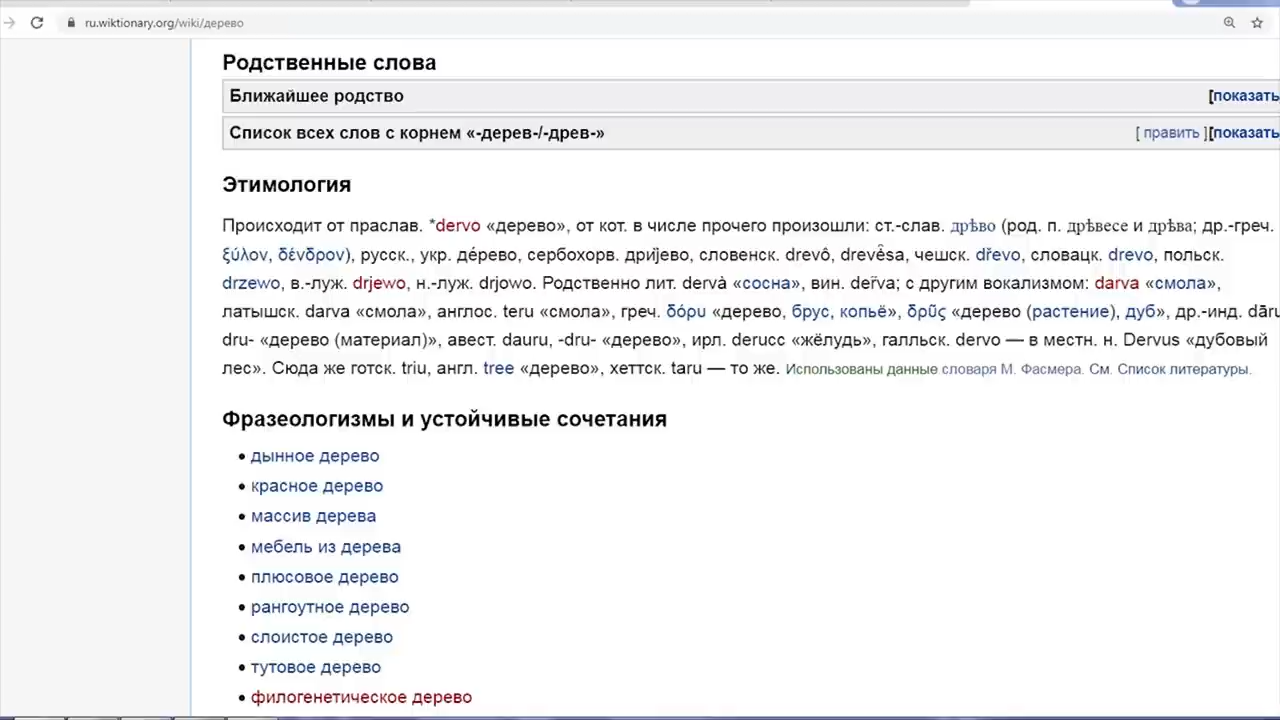 ru.wiktionary.org/wiki/дерево
Родственные слова
Ближайшее родство [показать
Список всех слов с корнем «-дерев-/-древ-» [ править ][показать
Этимология
Происходит от праслав. *dervo «дерево», от кот. в числе прочего произошли: ст.-слав. дрѣво (род. п. дрѣвесе и дрѣва; др.-греч.
ξύλον, δένδρον), русск., укр. де́рево, сербохорв. дриjево, словенск. drevô, drevȇsa, чешск. dřevo, словацк. drevo, польск.
drzewo, в.-луж. drjewo, н.-луж. drjowo. Родственно лит. dervà «сосна», вин. der̃va; с другим вокализмом: darva «смола»,
латышск. darva «смола», англос. teru «смола», греч. δόρυ «дерево, брус, копьё», δρῦς «дерево (растение), дуб», др.-инд. dāru
dru- «дерево (материал)», авест. dauru, -dru- «дерево», ирл. derucc «жёлудь», галльск. dervo — в местн. н. Dervus «дубовый
лес». Сюда же готск. triu, англ. tree «дерево», хеттск. taru — то же. Использованы данные словаря М. Фасмера. См. Список литературы.
Фразеологизмы и устойчивые сочетания
• дынное дерево
• красное дерево
• массив дерева
• мебель из дерева
• плюсовое дерево
• рангоутное дерево
• слоистое дерево
• тутовое дерево
• филогенетическое дерево